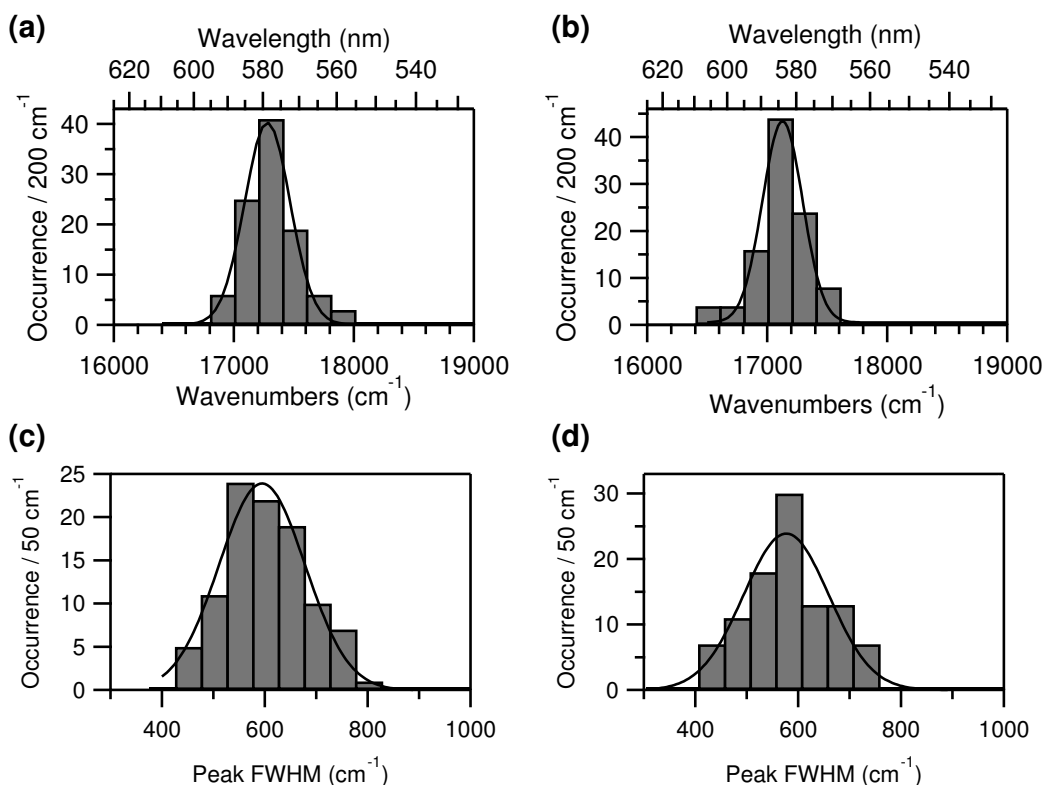 (a)
Wavelength (nm)
620 600 580 560 540
Occurrence / 200 cm⁻¹
40
30
20
10
0
16000 17000 18000 19000
Wavenumbers (cm⁻¹)
(b)
Wavelength (nm)
620 600 580 560 540
Occurrence / 200 cm⁻¹
40
30
20
10
0
16000 17000 18000 19000
Wavenumbers (cm⁻¹)
(c)
Occurrence / 50 cm⁻¹
25
20
15
10
5
0
400 600 800 1000
Peak FWHM (cm⁻¹)
(d)
Occurrence / 50 cm⁻¹
30
20
10
0
400 600 800 1000
Peak FWHM (cm⁻¹)